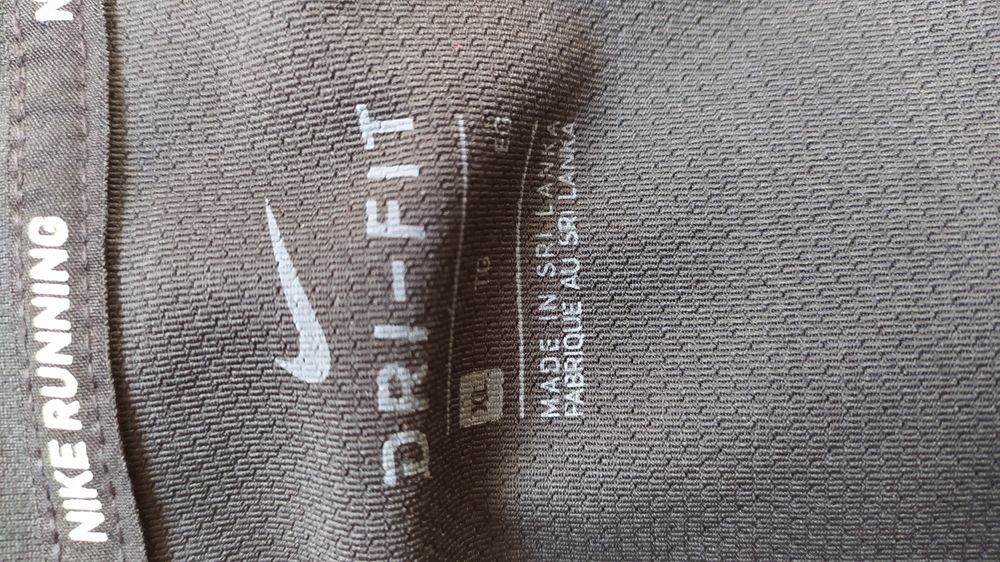 NIKE RUNNING
N
DRI-FIT
XL TG EG
MADE IN SRI LANKA
FABRIQUE AU SRI LANKA